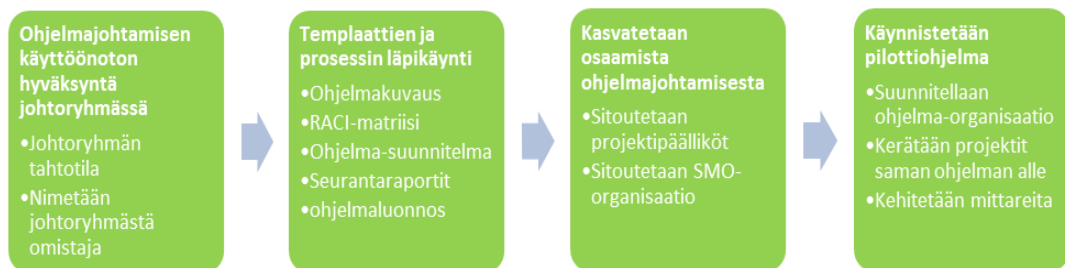 Ohjelmajohtamisen
käyttöönoton
hyväksyntä
johtoryhmässä
•Johtoryhmän
tahtotila
•Nimetään
johtoryhmästä
omistaja
Templaattien ja
prosessin läpikäynti
•Ohjelmakuvaus
•RACI-matriisi
•Ohjelma-suunnitelma
•Seurantaraportit
•ohjelmaluonnos
Kasvatetaan
osaamista
ohjelmajohtamisesta
•Sitoutetaan
projektipäälliköt
•Sitoutetaan SMO-
organisaatio
Käynnistetään
pilottiohjelma
•Suunnitellaan
ohjelma-organisaatio
•Kerätään projektit
saman ohjelman alle
•Kehitetään mittareita